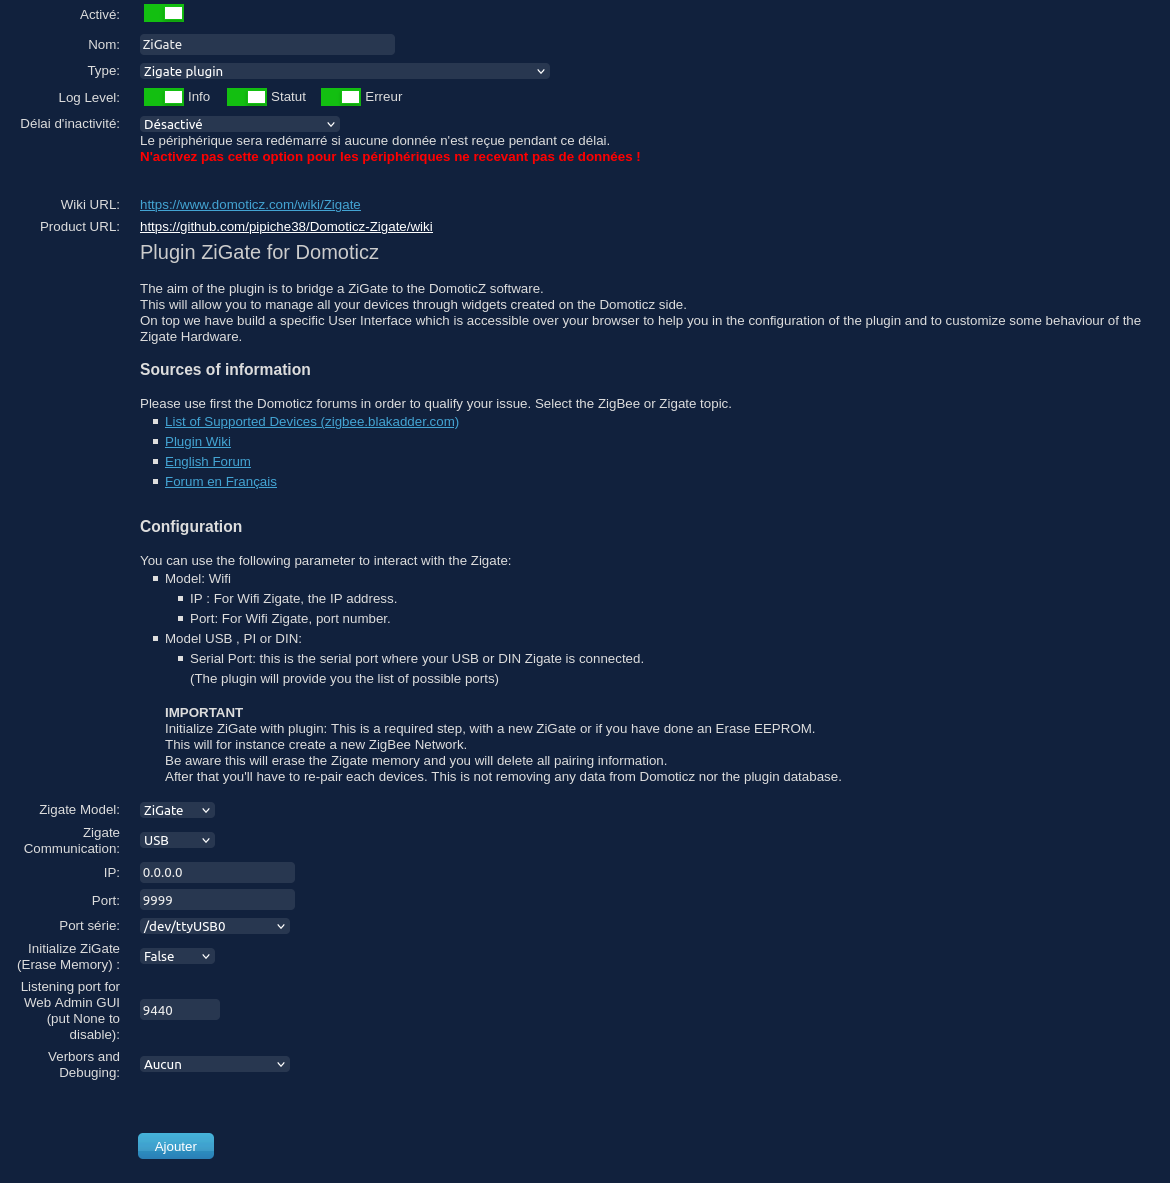 Activé:
Nom: ZiGate
Type: Zigate plugin
Log Level: Info Statut Erreur
Délai d'inactivité: Désactivé
Le périphérique sera redémarré si aucune donnée n'est reçue pendant ce délai.
N'activez pas cette option pour les périphériques ne recevant pas de données !
Wiki URL: https://www.domoticz.com/wiki/Zigate
Product URL: https://github.com/pipiche38/Domoticz-Zigate/wiki
Plugin ZiGate for Domoticz
The aim of the plugin is to bridge a ZiGate to the DomoticZ software.
This will allow you to manage all your devices through widgets created on the Domoticz side.
On top we have build a specific User Interface which is accessible over your browser to help you in the configuration of the plugin and to customize some behaviour of the
Zigate Hardware.
Sources of information
Please use first the Domoticz forums in order to qualify your issue. Select the ZigBee or Zigate topic.
List of Supported Devices (zigbee.blakadder.com)
Plugin Wiki
English Forum
Forum en Français
Configuration
You can use the following parameter to interact with the Zigate:
Model: Wifi
IP : For Wifi Zigate, the IP address.
Port: For Wifi Zigate, port number.
Model USB , PI or DIN:
Serial Port: this is the serial port where your USB or DIN Zigate is connected.
(The plugin will provide you the list of possible ports)
IMPORTANT
Initialize ZiGate with plugin: This is a required step, with a new ZiGate or if you have done an Erase EEPROM.
This will for instance create a new ZigBee Network.
Be aware this will erase the Zigate memory and you will delete all pairing information.
After that you'll have to re-pair each devices. This is not removing any data from Domoticz nor the plugin database.
Zigate Model: ZiGate
Zigate
Communication: USB
IP: 0.0.0.0
Port: 9999
Port série: /dev/ttyUSB0
Initialize ZiGate
(Erase Memory) : False
Listening port for
Web Admin GUI
(put None to
disable): 9440
Verbors and
Debuging: Aucun
Ajouter